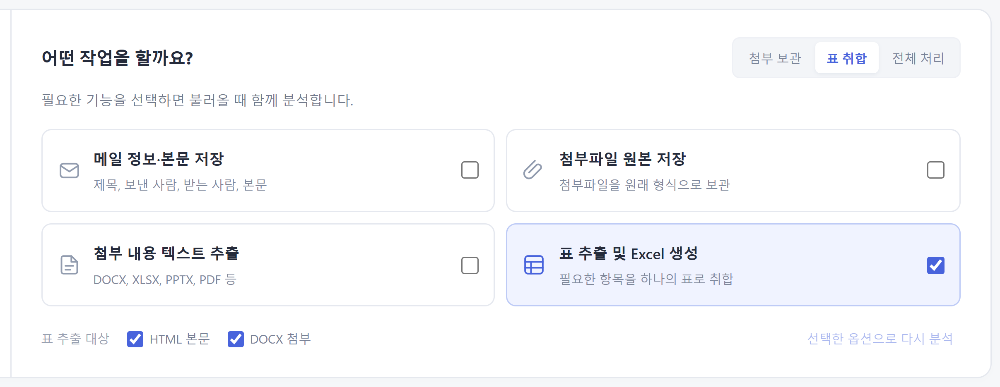 어떤 작업을 할까요?
첨부 보관 표 취합 전체 처리
필요한 기능을 선택하면 불러올 때 함께 분석합니다.
메일 정보·본문 저장
제목, 보낸 사람, 받는 사람, 본문
첨부파일 원본 저장
첨부파일을 원래 형식으로 보관
첨부 내용 텍스트 추출
DOCX, XLSX, PPTX, PDF 등
표 추출 및 Excel 생성
필요한 항목을 하나의 표로 취합
표 추출 대상 HTML 본문 DOCX 첨부
선택한 옵션으로 다시 분석